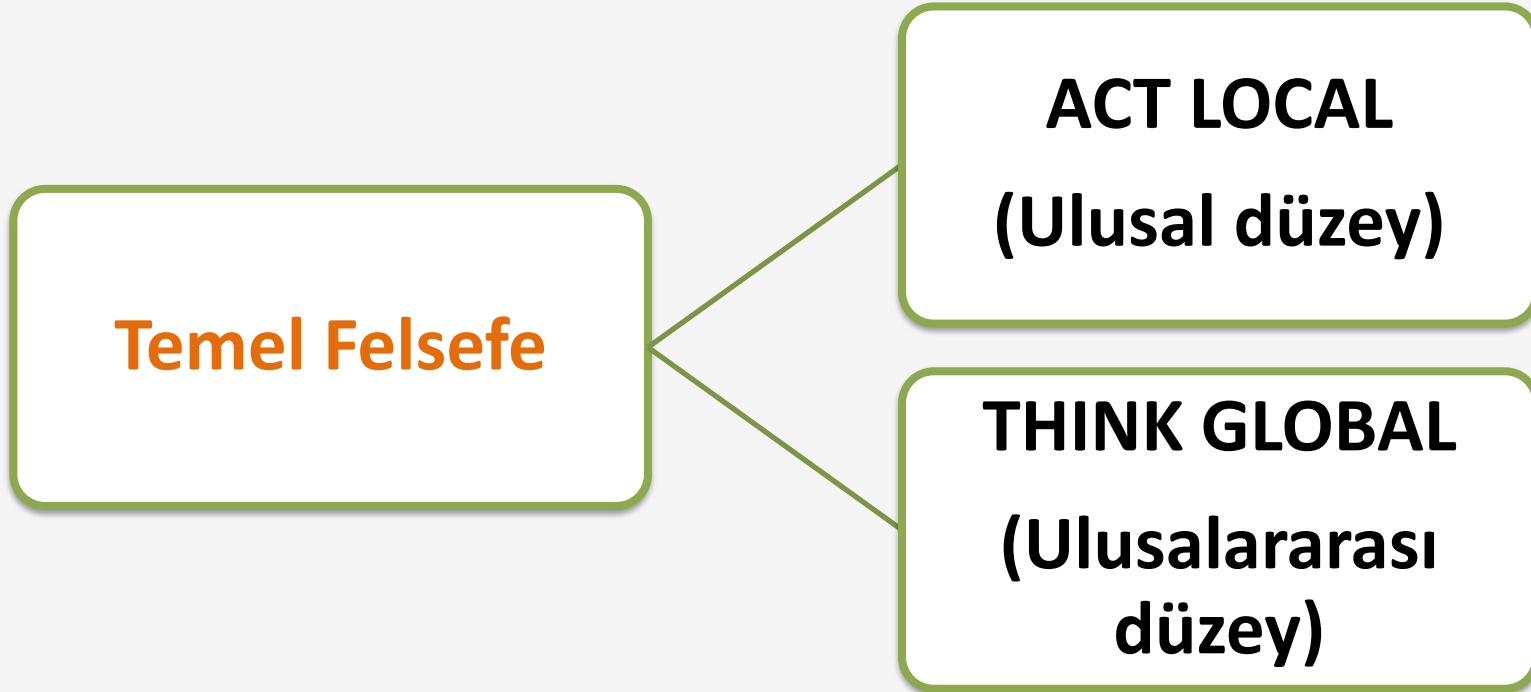 Temel Felsefe
ACT LOCAL
(Ulusal düzey)
THINK GLOBAL
(Ulusalararası
düzey)